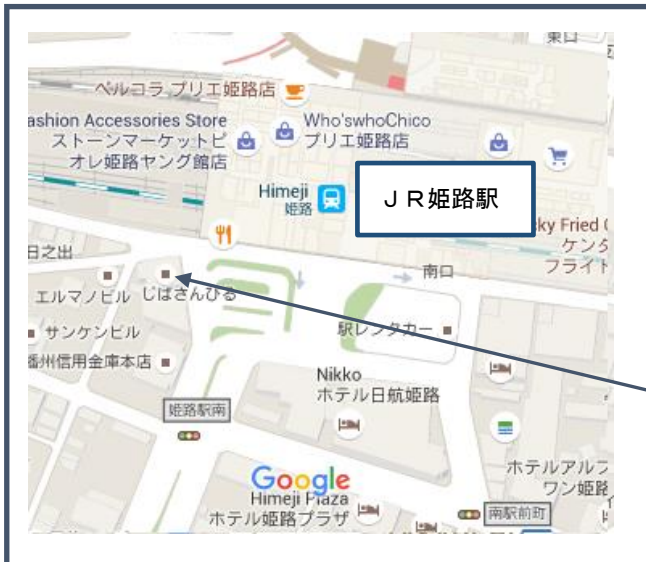 東口
ベルコラ プリエ姫路店
ashion Accessories Store
ストーンマーケットピ
オレ姫路ヤング館店
Who'swhoChico
プリエ姫路店
Himeji
姫路
JR姫路駅
ky Fried C
ケンタ
フライド
日之出
南口
エルマノビル
じばさんびる
駅レンタカー
サンケンビル
播州信用金庫本店
Nikko
ホテル日航姫路
姫路駅南
Google
Himeji Plaza
ホテル姫路プラザ
ホテルアルフ
ワン姫路
南駅前町